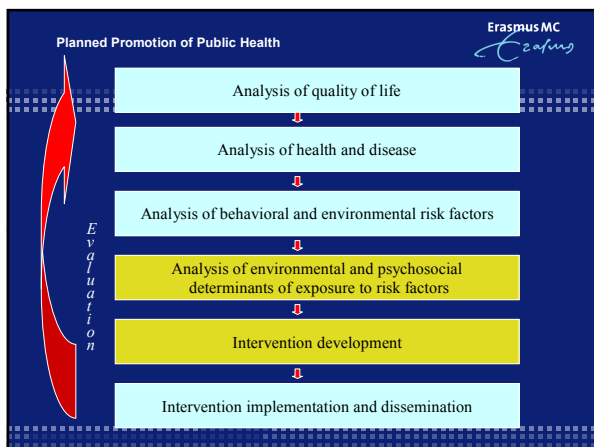 Planned Promotion of Public Health
Erasmus MC
Erasmus
Analysis of quality of life
Analysis of health and disease
Analysis of behavioral and environmental risk factors
Analysis of environmental and psychosocial
determinants of exposure to risk factors
Intervention development
Intervention implementation and dissemination
Evaluation